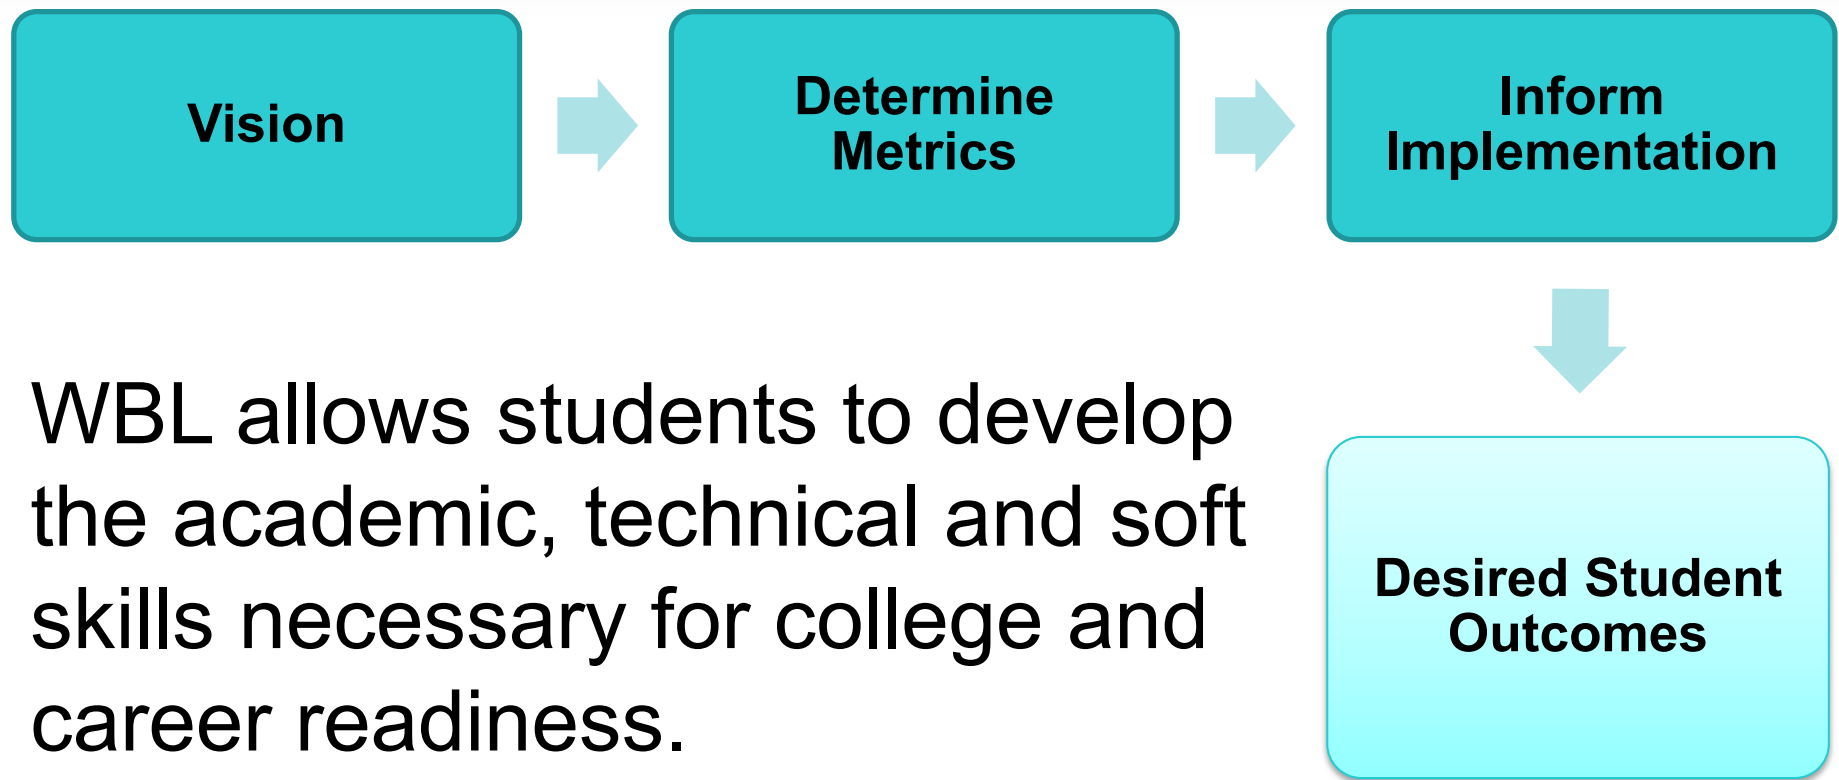 Vision
Determine
Metrics
Inform
Implementation
WBL allows students to develop
the academic, technical and soft
skills necessary for college and
career readiness.
Desired Student
Outcomes